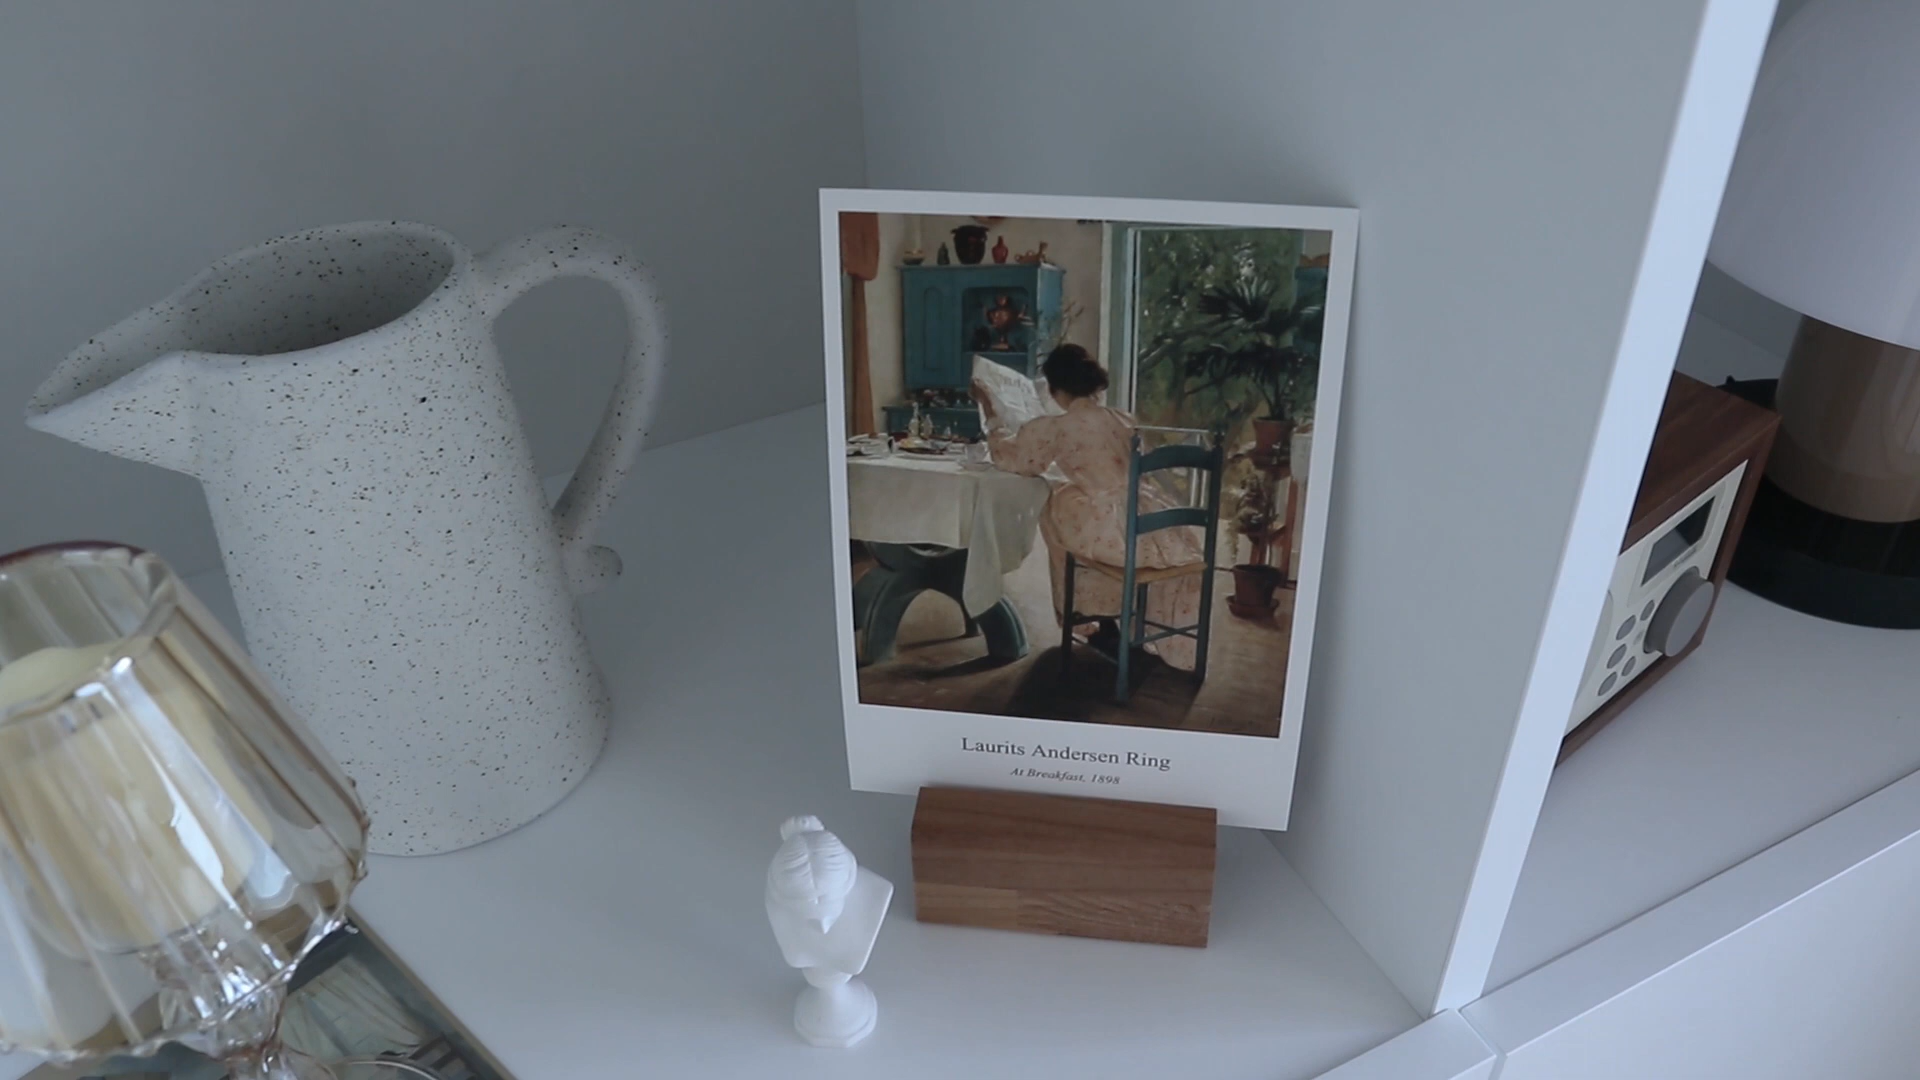 Laurits Andersen Ring
At Breakfast, 1898